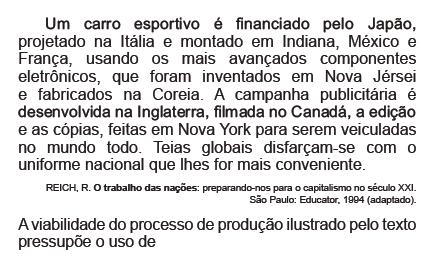 Um carro esportivo é financiado pelo Japão,
projetado na Itália e montado em Indiana, México e
França, usando os mais avançados componentes
eletrônicos, que foram inventados em Nova Jérsei
e fabricados na Coreia. A campanha publicitária é
desenvolvida na Inglaterra, filmada no Canadá, a edição
e as cópias, feitas em Nova York para serem veiculadas
no mundo todo. Teias globais disfarçam-se com o
uniforme nacional que lhes for mais conveniente.
REICH, R. O trabalho das nações: preparando-nos para o capitalismo no século XXI.
São Paulo: Educator, 1994 (adaptado).
A viabilidade do processo de produção ilustrado pelo texto
pressupõe o uso de